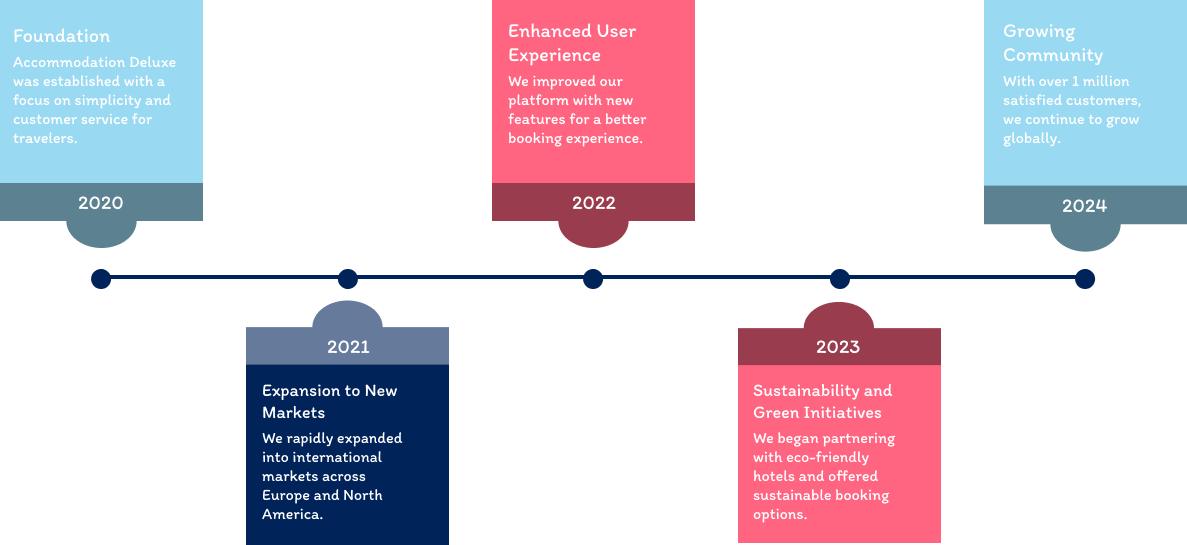 Foundation
Accommodation Deluxe
was established with a
focus on simplicity and
customer service for
travelers.
2020
Expansion to New
Markets
We rapidly expanded
into international
markets across
Europe and North
America.
2021
Enhanced User
Experience
We improved our
platform with new
features for a better
booking experience.
2022
Sustainability and
Green Initiatives
We began partnering
with eco-friendly
hotels and offered
sustainable booking
options.
2023
Growing
Community
With over 1 million
satisfied customers,
we continue to grow
globally.
2024